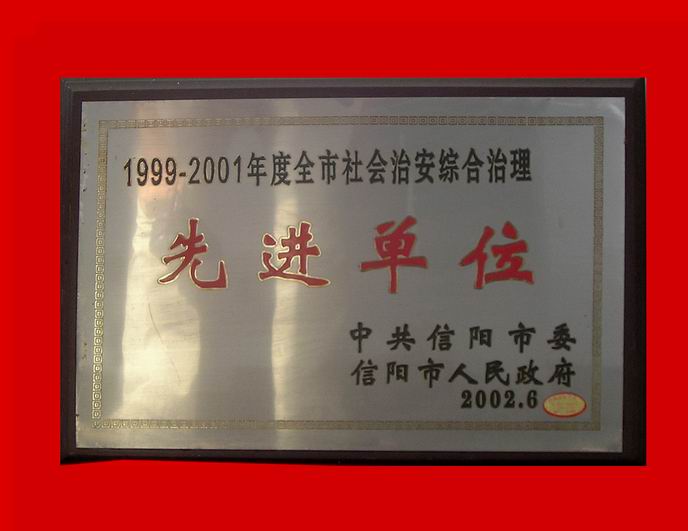 1999-2001年度全市社会治安综合治理
先进单位
中共信阳市委
信阳市人民政府
2002.6